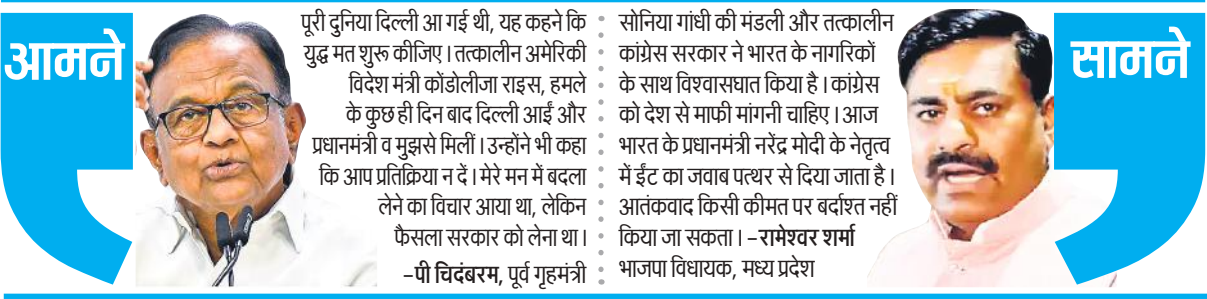 आमने
पूरी दुनिया दिल्ली आ गई थी, यह कहने कि
युद्ध मत शुरू कीजिए । तत्कालीन अमेरिकी
विदेश मंत्री कोंडोलीजा राइस, हमले
के कुछ ही दिन बाद दिल्ली आईं और
प्रधानमंत्री व मुझसे मिलीं । उन्होंने भी कहा
कि आप प्रतिक्रिया न दें । मेरे मन में बदला
लेने का विचार आया था, लेकिन
फैसला सरकार को लेना था ।
–पी चिदंबरम, पूर्व गृहमंत्री
सोनिया गांधी की मंडली और तत्कालीन
कांग्रेस सरकार ने भारत के नागरिकों
के साथ विश्वासघात किया है । कांग्रेस
को देश से माफी मांगनी चाहिए । आज
भारत के प्रधानमंत्री नरेंद्र मोदी के नेतृत्व
में ईंट का जवाब पत्थर से दिया जाता है ।
आतंकवाद किसी कीमत पर बर्दाश्त नहीं
किया जा सकता । –रामेश्वर शर्मा
भाजपा विधायक, मध्य प्रदेश
सामने